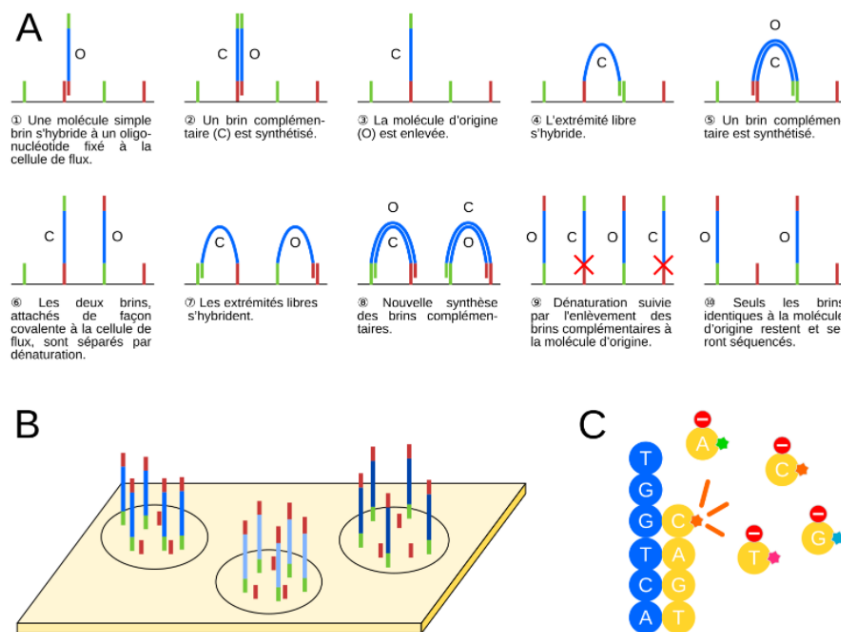 A
O
C
O
C
C
O
C
① Une molécule simple
brin s'hybride à un oligo-
nucléotide fixé à la
cellule de flux.
② Un brin complémen-
taire (C) est synthétisé.
③ La molécule d'origine
(O) est enlevée.
④ L'extrémité libre
s'hybride.
⑤ Un brin complémen-
taire est synthétisé.
C
O
C
O
O
C
C
O
O
C
O
C
O
O
⑥ Les deux brins,
attachés de façon
covalente à la cellule de
flux, sont séparés par
dénaturation.
⑦ Les extrémités libres
s'hybrident.
⑧ Nouvelle synthèse
des brins complémen-
taires.
⑨ Dénaturation suivie
par l'enlèvement des
brins complémentaires à
la molécule d'origine.
⑩ Seuls les brins
identiques à la molécule
d'origine restent et se-
ront séquencés.
B
C
T
G
G
T
C
A
C
A
G
T
A
C
T
G